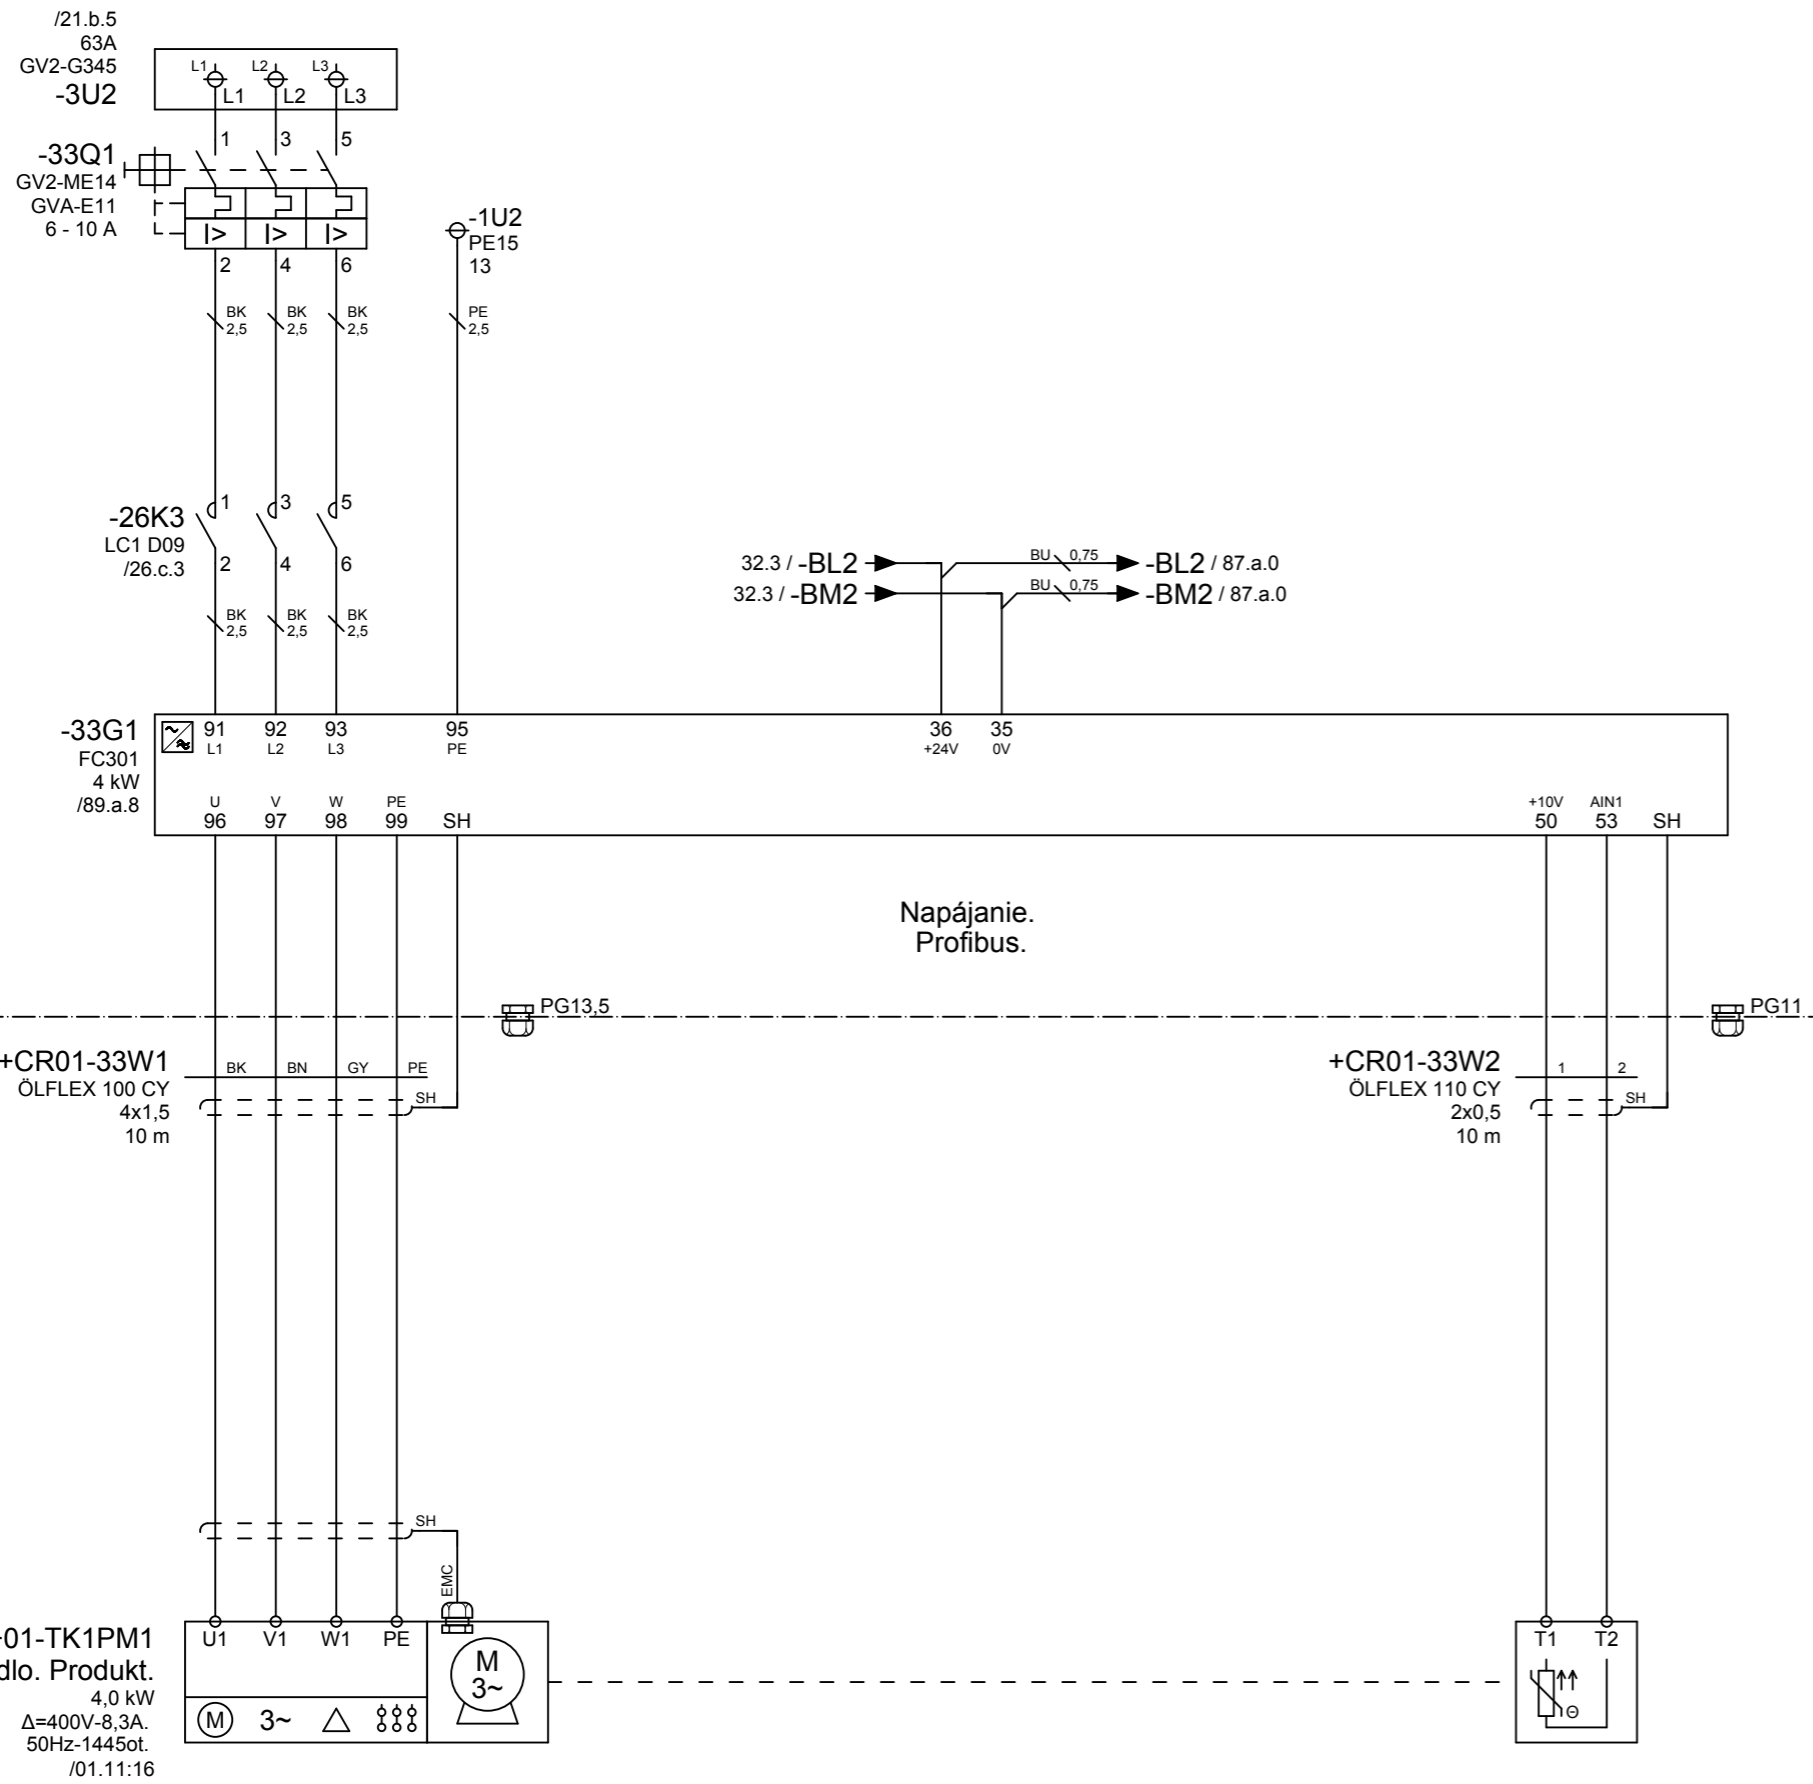 /21.b.5
63A
GV2-G345
-3U2
L1 L2 L3
L1 L2 L3
1 3 5
-33Q1
GV2-ME14
GVA-E11
6 - 10 A
I> I> I>
2 4 6
-1U2
PE15
13
BK BK BK PE
2,5 2,5 2,5 2,5
1 3 5
-26K3
LC1 D09
/26.c.3
2 4 6
BK BK BK
2,5 2,5 2,5
32.3 / -BL2 BU 0,75 -BL2 / 87.a.0
32.3 / -BM2 BU 0,75 -BM2 / 87.a.0
-33G1
FC301
4 kW
/89.a.8
91 92 93 95 36 35
L1 L2 L3 PE +24V 0V
U V W PE +10V AIN1
96 97 98 99 SH 50 53 SH
Napájanie.
Profibus.
PG13,5 PG11
+CR01-33W1
ÖLFLEX 100 CY
4x1,5
10 m
BK BN GY PE
SH
+CR01-33W2
ÖLFLEX 110 CY
2x0,5
10 m
1 2
SH
SH
EMC
01-TK1PM1
dlo. Produkt.
4,0 kW
Δ=400V-8,3A.
50Hz-1445ot.
/01.11:16
U1 V1 W1 PE
M
3~
M 3~
T1 T2
Θ